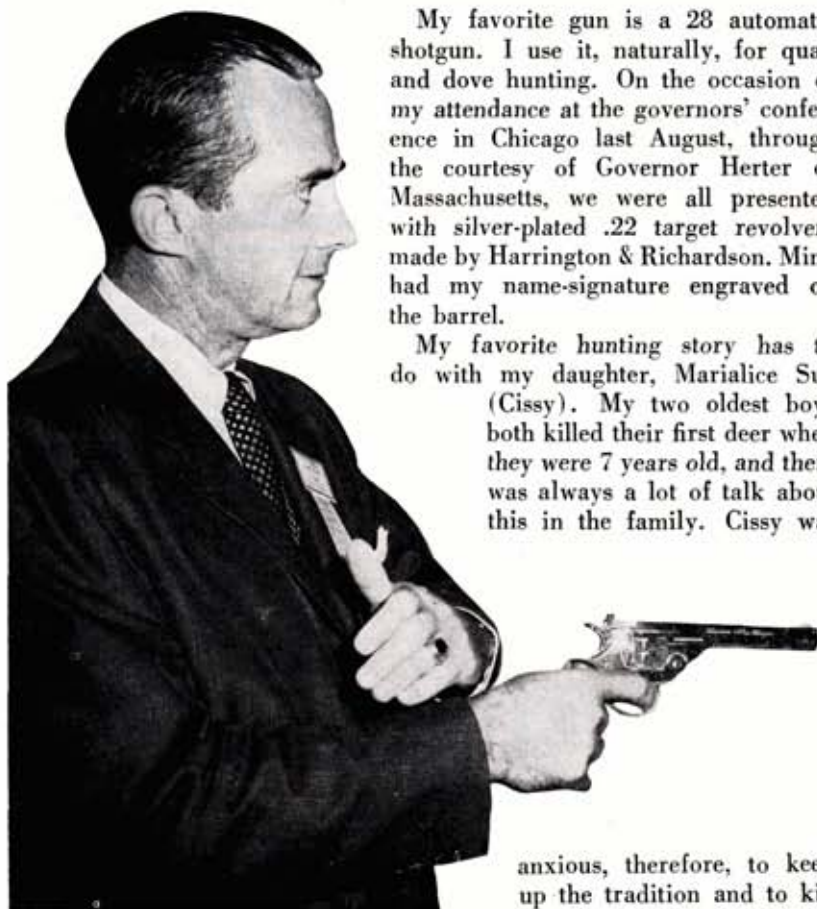 My favorite gun is a 28 automat
shotgun. I use it, naturally, for qua
and dove hunting. On the occasion o
my attendance at the governors' confe
ence in Chicago last August, throug
the courtesy of Governor Herter o
Massachusetts, we were all presente
with silver-plated .22 target revolver
made by Harrington & Richardson. Min
had my name-signature engraved o
the barrel.
My favorite hunting story has t
do with my daughter, Marialice Su
(Cissy). My two oldest boy
both killed their first deer whe
they were 7 years old, and ther
was always a lot of talk abou
this in the family. Cissy wa
anxious, therefore, to kee
up the tradition and to ki